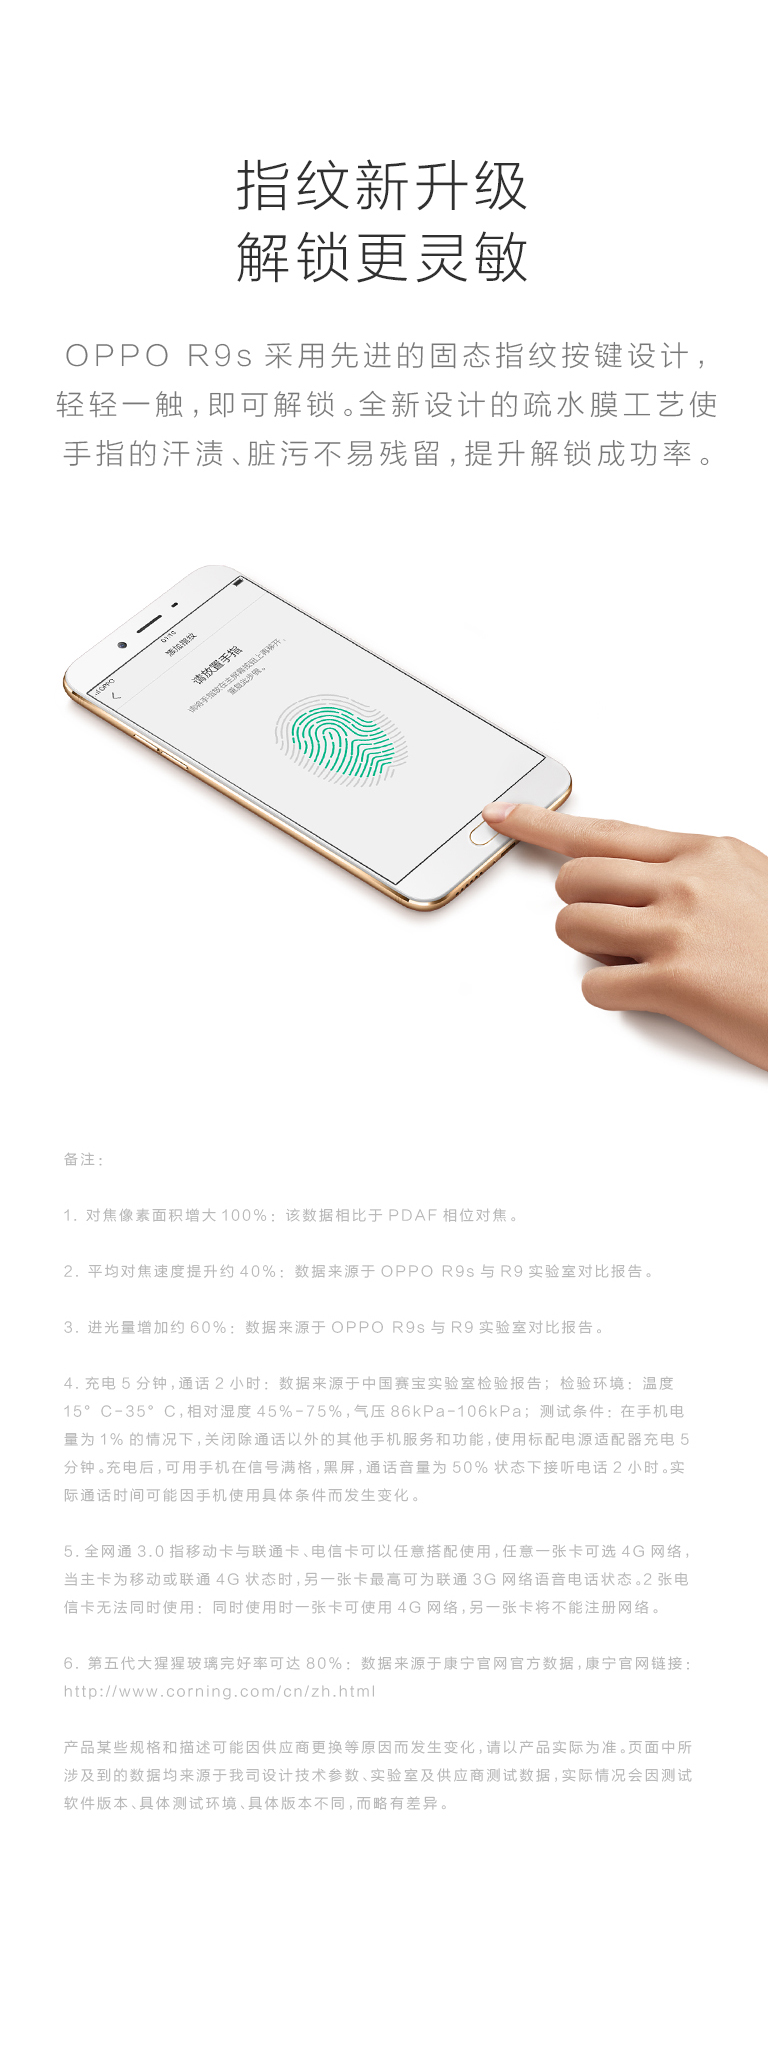 指纹新升级
解锁更灵敏
OPPO R9s 采用先进的固态指纹按键设计，
轻轻一触，即可解锁。全新设计的疏水膜工艺使
手指的汗渍、脏污不易残留，提升解锁成功率。
OPPO
07:10
添加指纹
请放置手指
请将手指放在主屏幕按钮上再移开，
重复此步骤。
备注：
1. 对焦像素面积增大 100%：该数据相比于 PDAF 相位对焦。
2. 平均对焦速度提升约 40%：数据来源于 OPPO R9s 与 R9 实验室对比报告。
3. 进光量增加约 60%：数据来源于 OPPO R9s 与 R9 实验室对比报告。
4. 充电 5 分钟，通话 2 小时：数据来源于中国赛宝实验室检验报告；检验环境：温度
15°C-35°C，相对湿度 45%-75%，气压 86kPa-106kPa；测试条件：在手机电
量为 1% 的情况下，关闭除通话以外的其他手机服务和功能，使用标配电源适配器充电 5
分钟。充电后，可用手机在信号满格，黑屏，通话音量为 50% 状态下接听电话 2 小时。实
际通话时间可能因手机使用具体条件而发生变化。
5. 全网通 3.0 指移动卡与联通卡、电信卡可以任意搭配使用，任意一张卡可选 4G 网络，
当主卡为移动或联通 4G 状态时，另一张卡最高可为联通 3G 网络语音电话状态。2 张电
信卡无法同时使用：同时使用时一张卡可使用 4G 网络，另一张卡将不能注册网络。
6. 第五代大猩猩玻璃完好率可达 80%：数据来源于康宁官网官方数据，康宁官网链接：
http://www.corning.com/cn/zh.html
产品某些规格和描述可能因供应商更换等原因而发生变化，请以产品实际为准。页面中所
涉及到的数据均来源于我司设计技术参数、实验室及供应商测试数据，实际情况会因测试
软件版本、具体测试环境、具体版本不同，而略有差异。